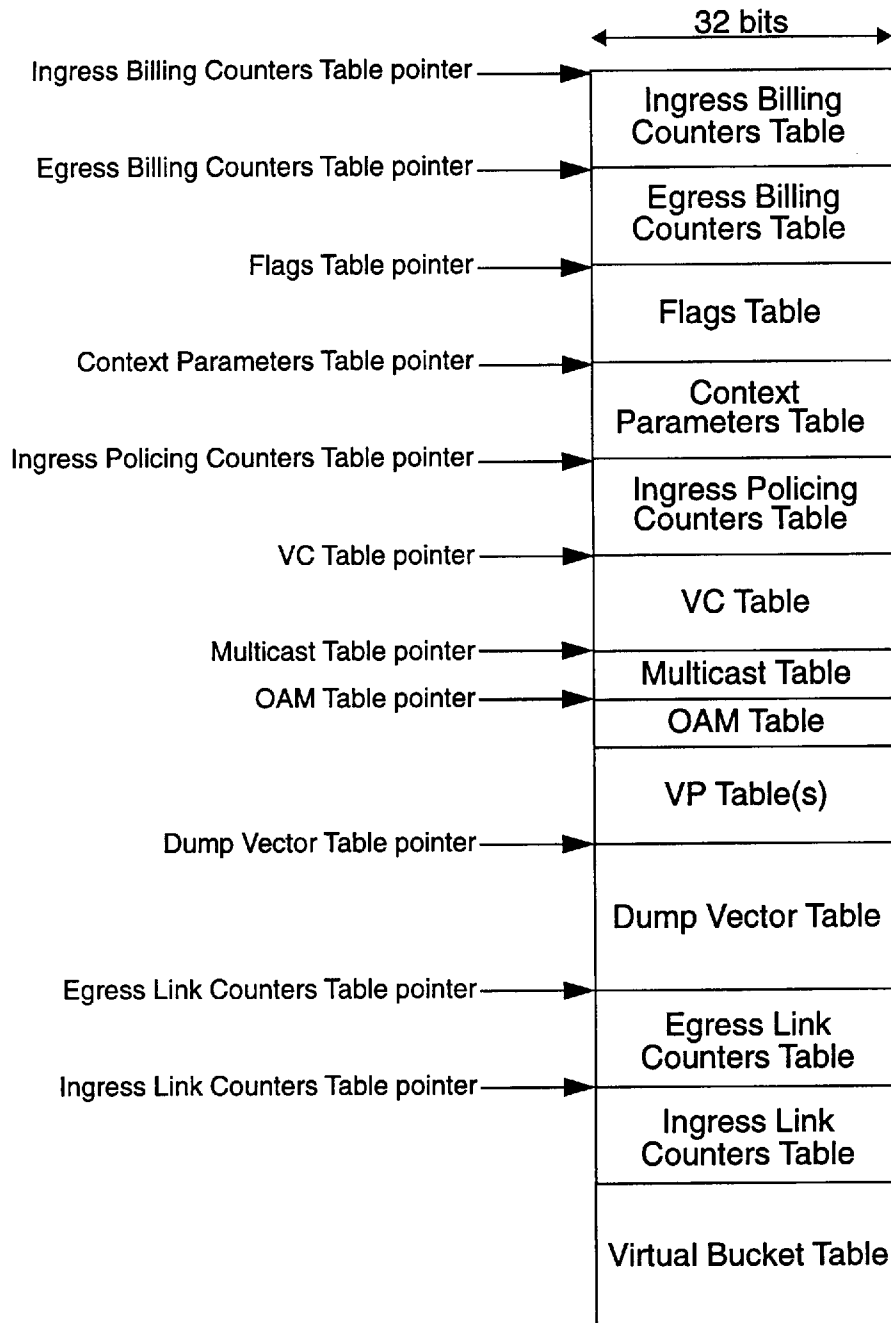 32 bits
Ingress Billing Counters Table pointer
Ingress Billing
Counters Table
Egress Billing Counters Table pointer
Egress Billing
Counters Table
Flags Table pointer
Flags Table
Context Parameters Table pointer
Context
Parameters Table
Ingress Policing Counters Table pointer
Ingress Policing
Counters Table
VC Table pointer
VC Table
Multicast Table pointer
Multicast Table
OAM Table pointer
OAM Table
VP Table(s)
Dump Vector Table pointer
Dump Vector Table
Egress Link Counters Table pointer
Egress Link
Counters Table
Ingress Link Counters Table pointer
Ingress Link
Counters Table
Virtual Bucket Table